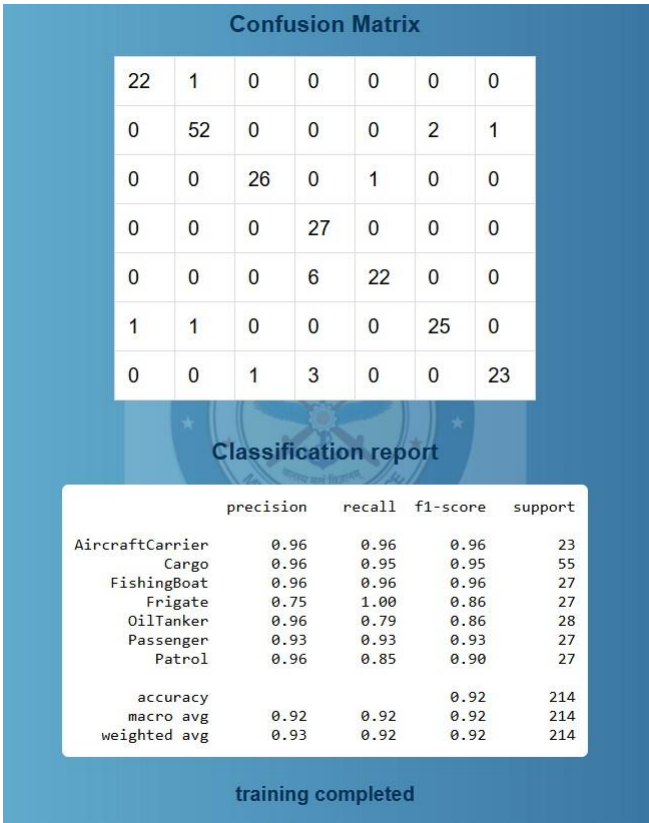 Confusion Matrix
22 1 0 0 0 0 0
0 52 0 0 0 2 1
0 0 26 0 1 0 0
0 0 0 27 0 0 0
0 0 0 6 22 0 0
1 1 0 0 0 25 0
0 0 1 3 0 0 23
Classification report
precision recall f1-score support
AircraftCarrier 0.96 0.96 0.96 23
Cargo 0.96 0.95 0.95 55
FishingBoat 0.96 0.96 0.96 27
Frigate 0.75 1.00 0.86 27
OilTanker 0.96 0.79 0.86 28
Passenger 0.93 0.93 0.93 27
Patrol 0.96 0.85 0.90 27
accuracy 0.92 214
macro avg 0.92 0.92 0.92 214
weighted avg 0.93 0.92 0.92 214
training completed